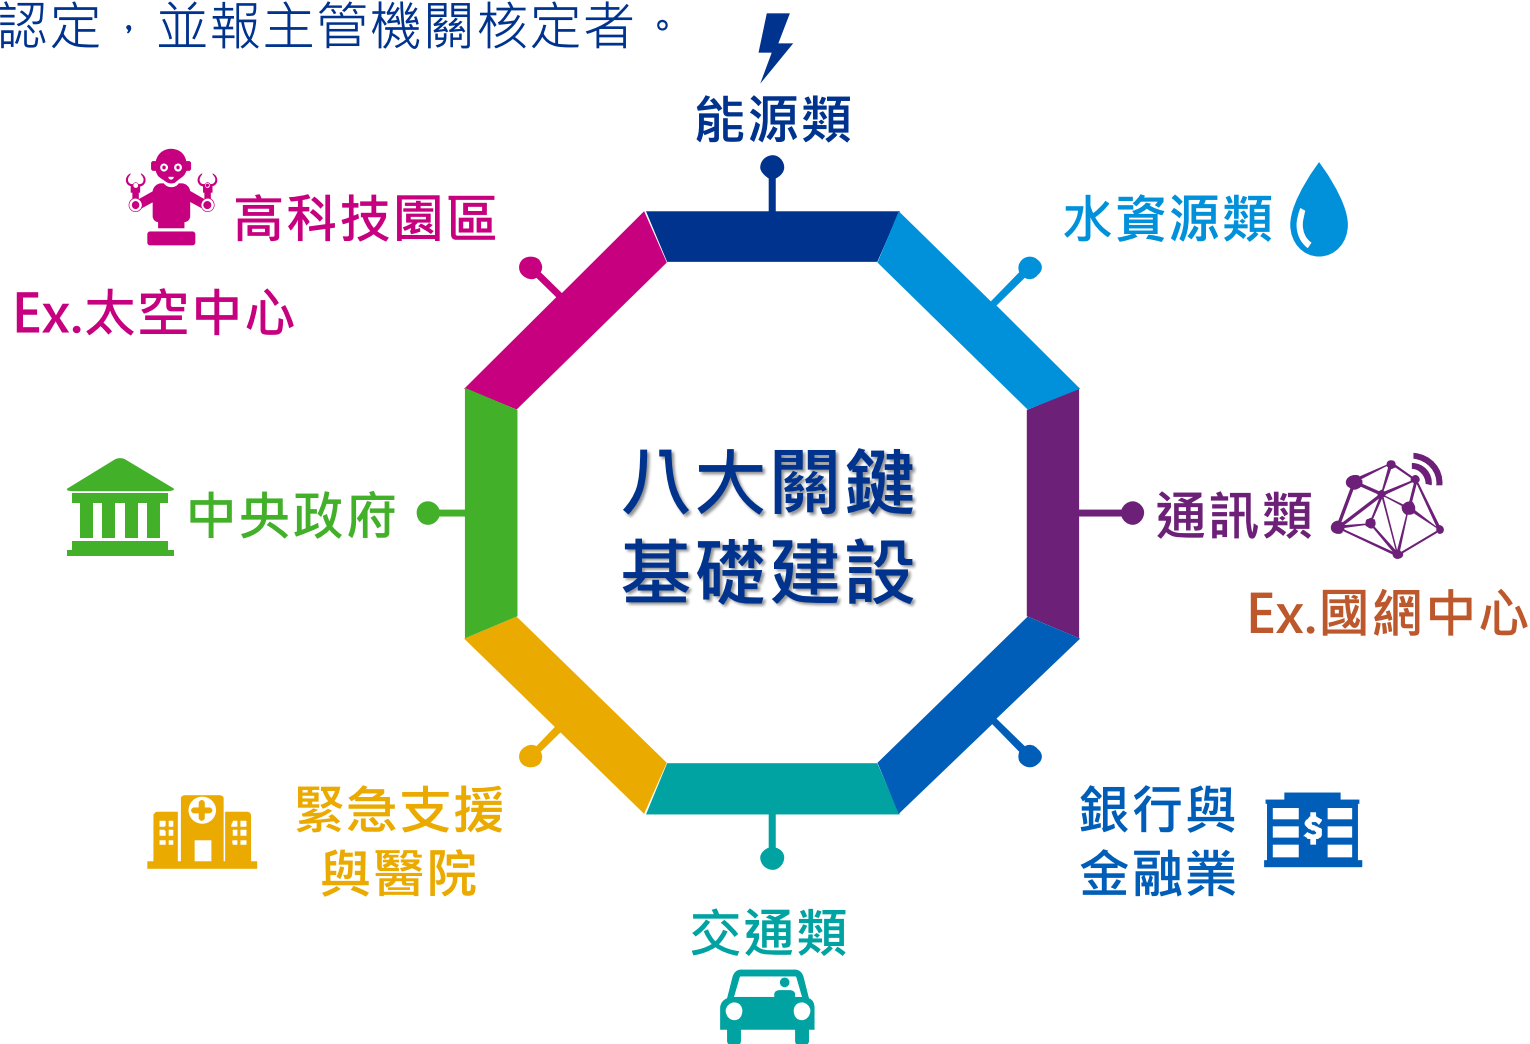 認定，並報主管機關核定者。
能源類
高科技園區
水資源類
Ex.太空中心
八大關鍵
基礎建設
中央政府
通訊類
Ex.國網中心
緊急支援
與醫院
銀行與
金融業
交通類